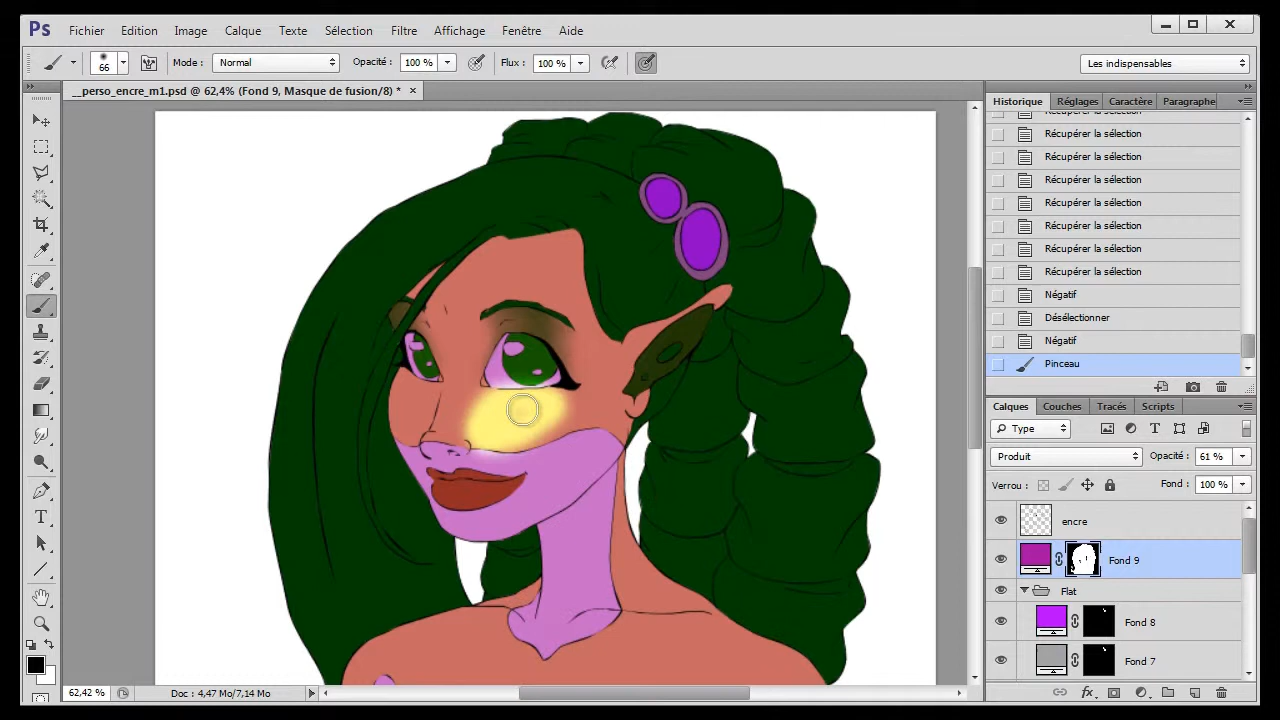 Ps Fichier Edition Image Calque Texte Sélection Filtre Affichage Fenêtre Aide
66 Mode : Normal Opacité : 100 % Flux : 100 % Les indispensables
__perso_encre_m1.psd @ 62,4% (Fond 9, Masque de fusion/8) * ×
Historique Réglages Caractère Paragraphe
Récupérer la sélection
Récupérer la sélection
Récupérer la sélection
Récupérer la sélection
Récupérer la sélection
Récupérer la sélection
Récupérer la sélection
Négatif
Désélectionner
Négatif
Pinceau
Calques Couches Tracés Scripts
Type
Produit Opacité : 61 %
Verrou : Fond : 100 %
encre
Fond 9
Flat
Fond 8
Fond 7
62,42 % Doc : 4,47 Mo/7,14 Mo